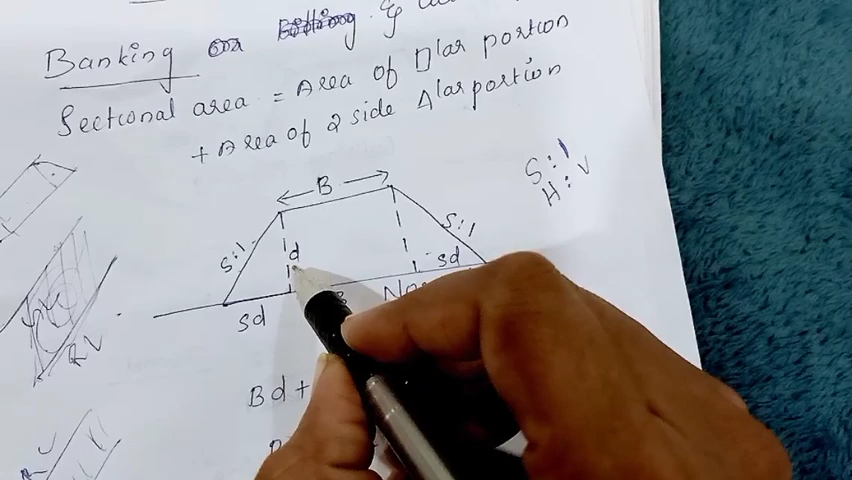 Banking
Sectional area = Area of □lar portion
+ Area of 2 side Δlar portion
B
S:1
H:V
S:1
S:1
d
sd
sd
B
RV
Bd+